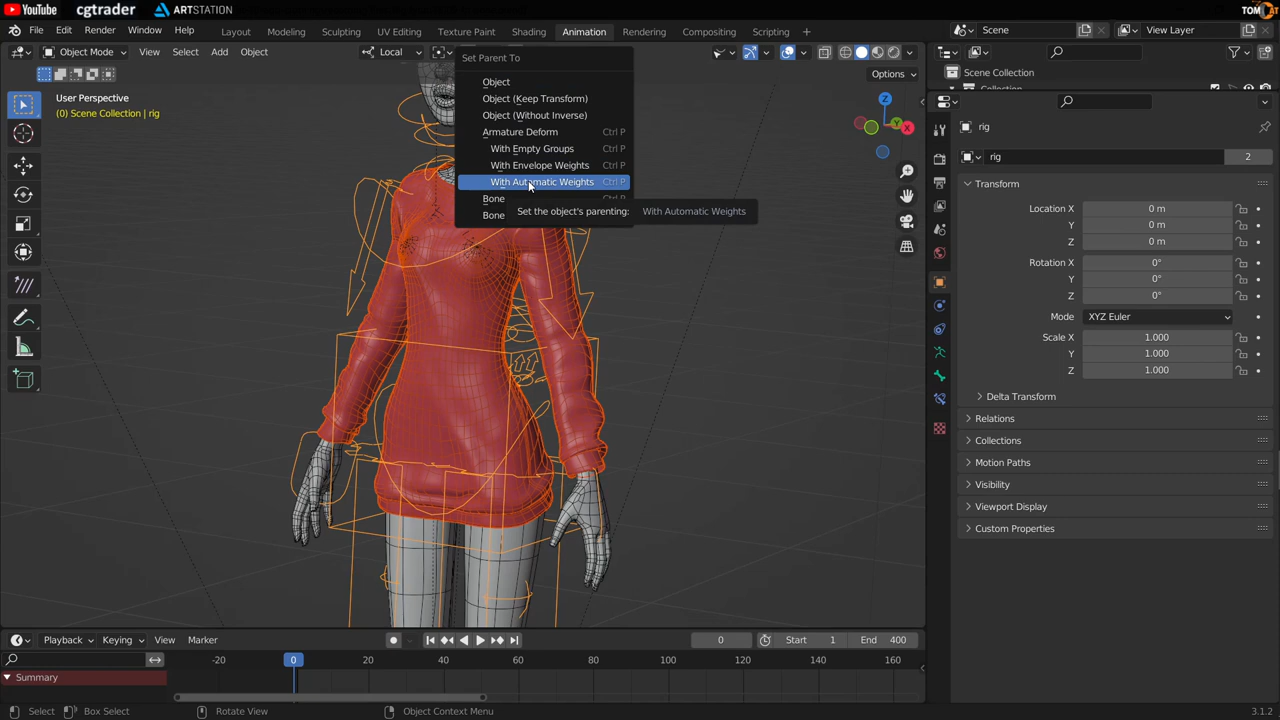 YouTube cgtrader ARTSTATION TOMCAT
File Edit Render Window Help Layout Modeling Sculpting UV Editing Texture Paint Shading Animation Rendering Compositing Scripting + Scene View Layer
Object Mode View Select Add Object Local
Options
User Perspective
(0) Scene Collection | rig
Set Parent To
Object
Object (Keep Transform)
Object (Without Inverse)
Armature Deform Ctrl P
With Empty Groups Ctrl P
With Envelope Weights Ctrl P
With Automatic Weights Ctrl P
Bone Ctrl P
Bone
Set the object's parenting: With Automatic Weights
Z
Y
X
Scene Collection
Collection
rig
rig 2
Transform
Location X 0 m
Y 0 m
Z 0 m
Rotation X 0°
Y 0°
Z 0°
Mode XYZ Euler
Scale X 1.000
Y 1.000
Z 1.000
Delta Transform
Relations
Collections
Motion Paths
Visibility
Viewport Display
Custom Properties
Playback Keying View Marker 0 Start 1 End 400
-20 0 20 40 60 80 100 120 140 160
Summary
Select Box Select Rotate View Object Context Menu 3.1.2